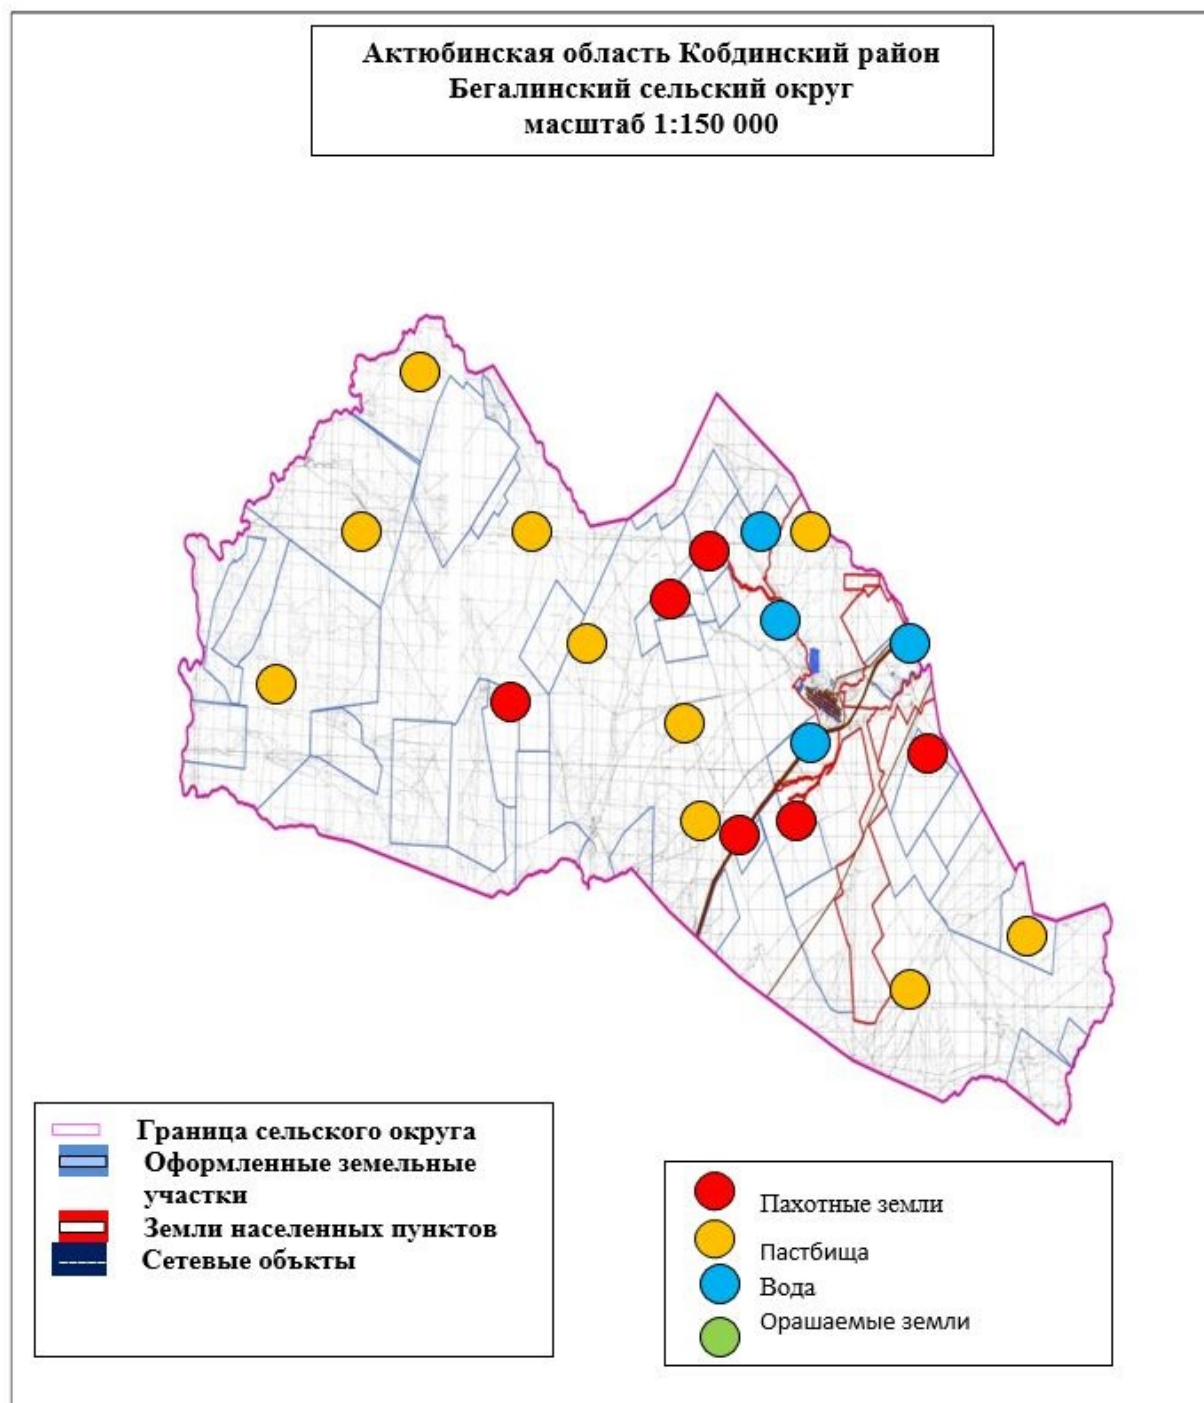 Актюбинская область Кобдинский район
Бегалинский сельский округ
масштаб 1:150 000
Граница сельского округа
Оформленные земельные
участки
Земли населенных пунктов
Сетевые объкты
Пахотные земли
Пастбища
Вода
Орашаемые земли